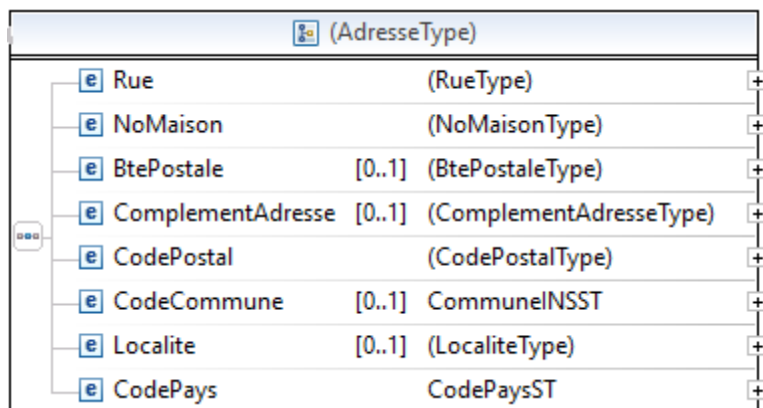 (AdresseType)
e Rue (RueType)
e NoMaison (NoMaisonType)
e BtePostale [0..1] (BtePostaleType)
e ComplementAdresse [0..1] (ComplementAdresseType)
e CodePostal (CodePostalType)
e CodeCommune [0..1] CommuneINSST
e Localite [0..1] (LocaliteType)
e CodePays CodePaysST